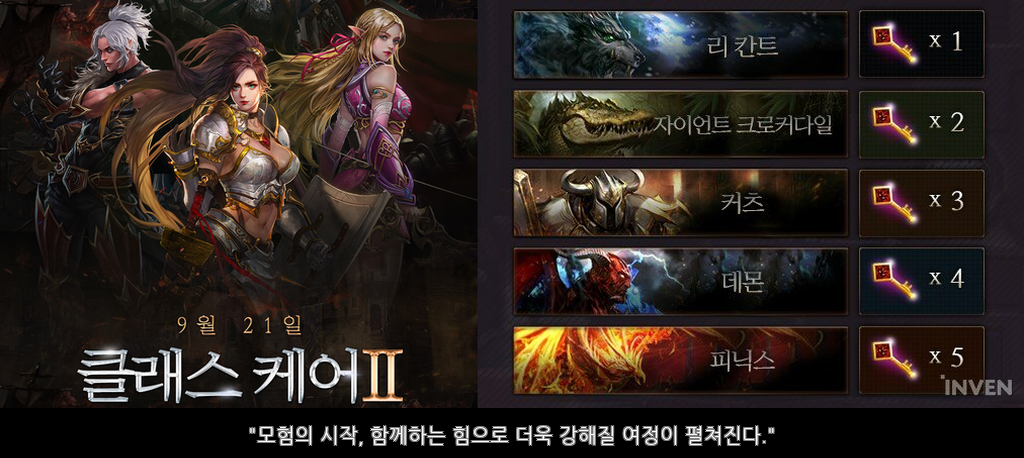 9월 21일
클래스 케어 II
리칸트 x 1
자이언트 크로커다일 x 2
커츠 x 3
데몬 x 4
피닉스 x 5
INVEN
"모험의 시작, 함께하는 힘으로 더욱 강해질 여정이 펼쳐진다."